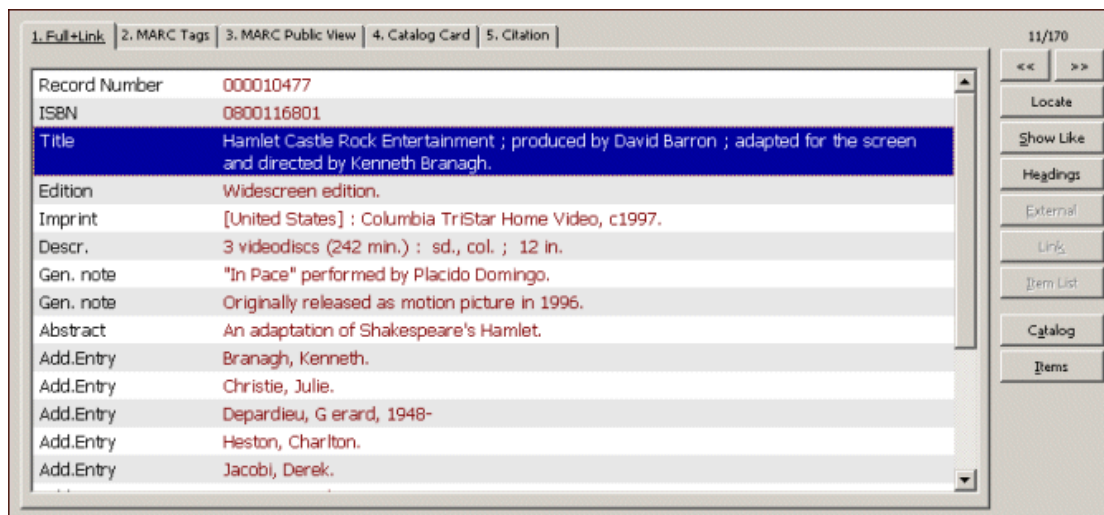 1. Full+Link 2. MARC Tags 3. MARC Public View 4. Catalog Card 5. Citation
Record Number 000010477
ISBN 0800116801
Title Hamlet Castle Rock Entertainment ; produced by David Barron ; adapted for the screen
and directed by Kenneth Branagh.
Edition Widescreen edition.
Imprint [United States] : Columbia TriStar Home Video, c1997.
Descr. 3 videodiscs (242 min.) : sd., col. ; 12 in.
Gen. note "In Pace" performed by Placido Domingo.
Gen. note Originally released as motion picture in 1996.
Abstract An adaptation of Shakespeare's Hamlet.
Add.Entry Branagh, Kenneth.
Add.Entry Christie, Julie.
Add.Entry Depardieu, G erard, 1948-
Add.Entry Heston, Charlton.
Add.Entry Jacobi, Derek.
11/170
<< >>
Locate
Show Like
Headings
External
Link
Item List
Catalog
Items